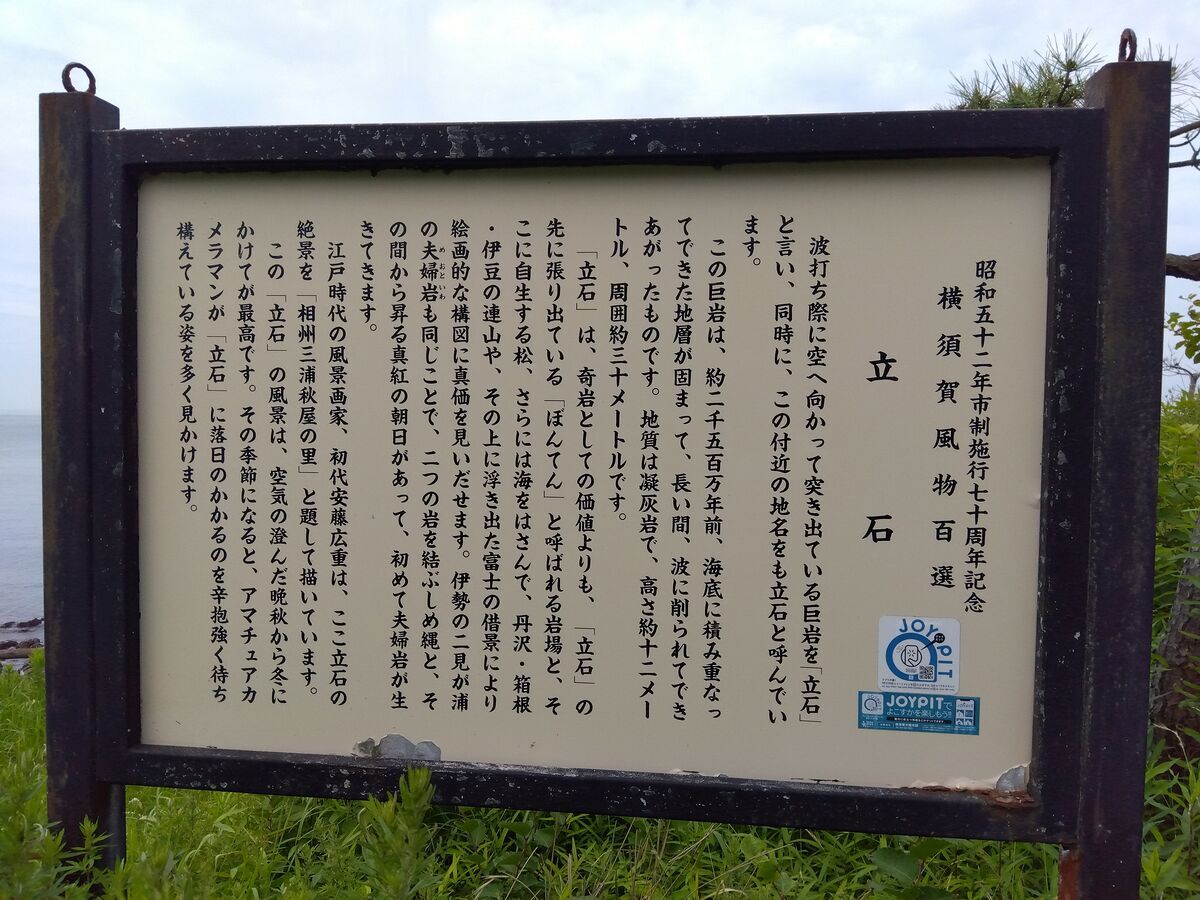 昭和五十二年市制施行七十周年記念
横須賀風物百選
立石
波打ち際に空へ向かって突き出ている巨岩を「立石」
と言い、同時に、この付近の地名をも立石と呼んでい
ます。
この巨岩は、約二千五百万年前、海底に積み重なっ
てできた地層が固まって、長い間、波に削られてでき
あがったものです。地質は凝灰岩で、高さ約十二メー
トル、周囲約三十メートルです。
「立石」は、奇岩としての価値よりも、「立石」の
先に張り出ている「ぼんてん」と呼ばれる岩場と、そ
こに自生する松、さらには海をはさんで、丹沢・箱根
・伊豆の連山や、その上に浮き出た富士の借景により
絵画的な構図に真価を見いだせます。伊勢の二見が浦
の夫婦岩も同じことで、二つの岩を結ぶしめ縄と、そ
めおといわ
の間から昇る真紅の朝日があって、初めて夫婦岩が生
きてきます。
江戸時代の風景画家、初代安藤広重は、ここ立石の
絶景を「相州三浦秋屋の里」と題して描いています。
この「立石」の風景は、空気の澄んだ晩秋から冬に
かけてが最高です。その季節になると、アマチュアカ
メラマンが「立石」に落日のかかるのを辛抱強く待ち
構えている姿を多く見かけます。
JOYPIT
JOYPITで
よこすかを楽しもう!!